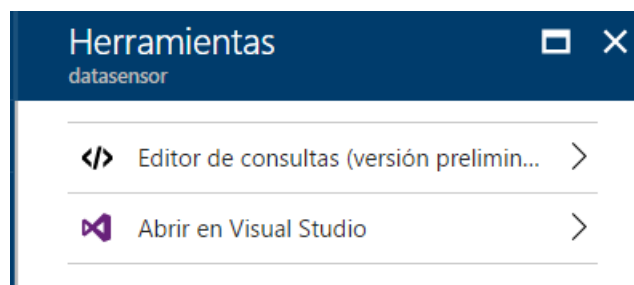 Herramientas
datasensor
</> Editor de consultas (versión prelimin...
Abrir en Visual Studio